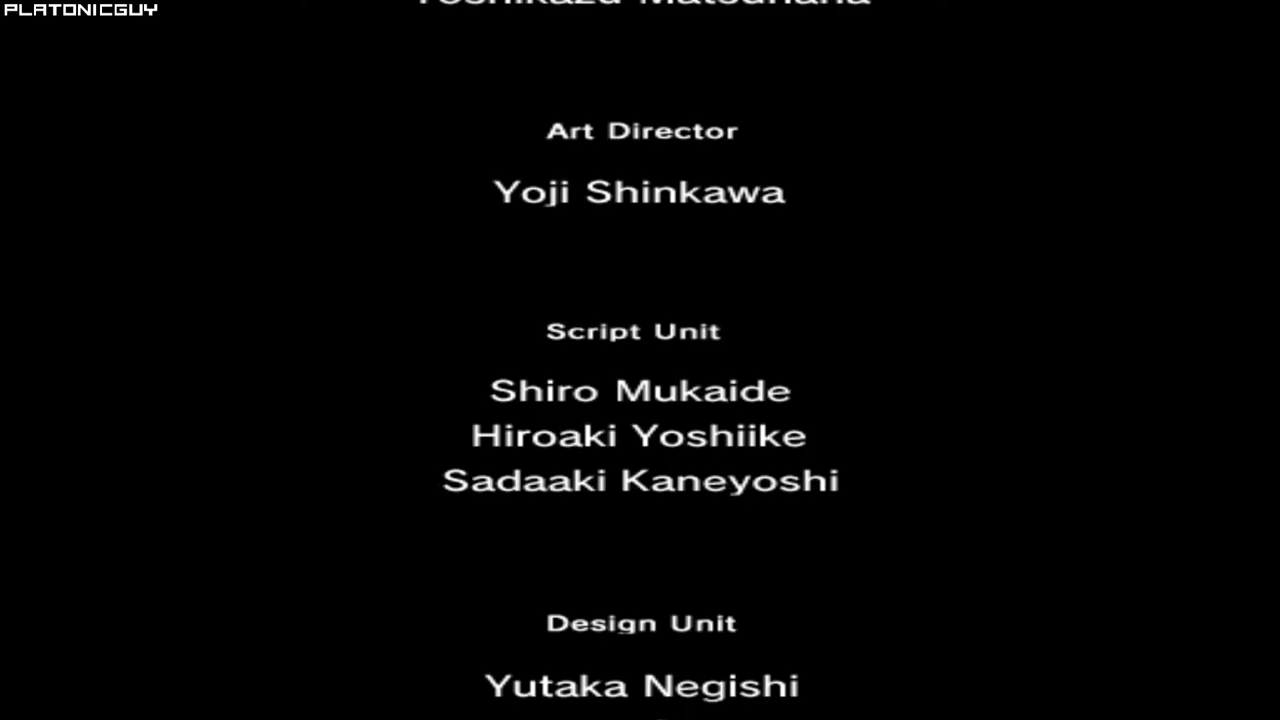 PLATONICGUY
Art Director
Yoji Shinkawa
Script Unit
Shiro Mukaide
Hiroaki Yoshiike
Sadaaki Kaneyoshi
Design Unit
Yutaka Negishi